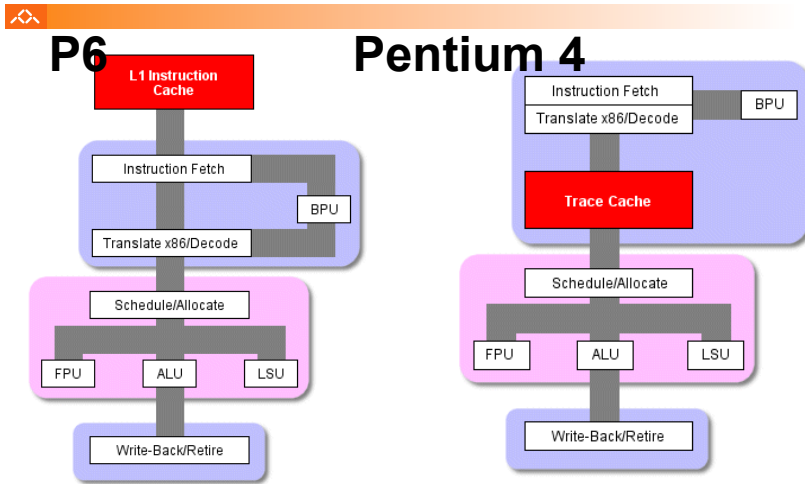 P6
L1 Instruction
Cache
Instruction Fetch
BPU
Translate x86/Decode
Schedule/Allocate
FPU
ALU
LSU
Write-Back/Retire
Pentium 4
Instruction Fetch
BPU
Translate x86/Decode
Trace Cache
Schedule/Allocate
FPU
ALU
LSU
Write-Back/Retire